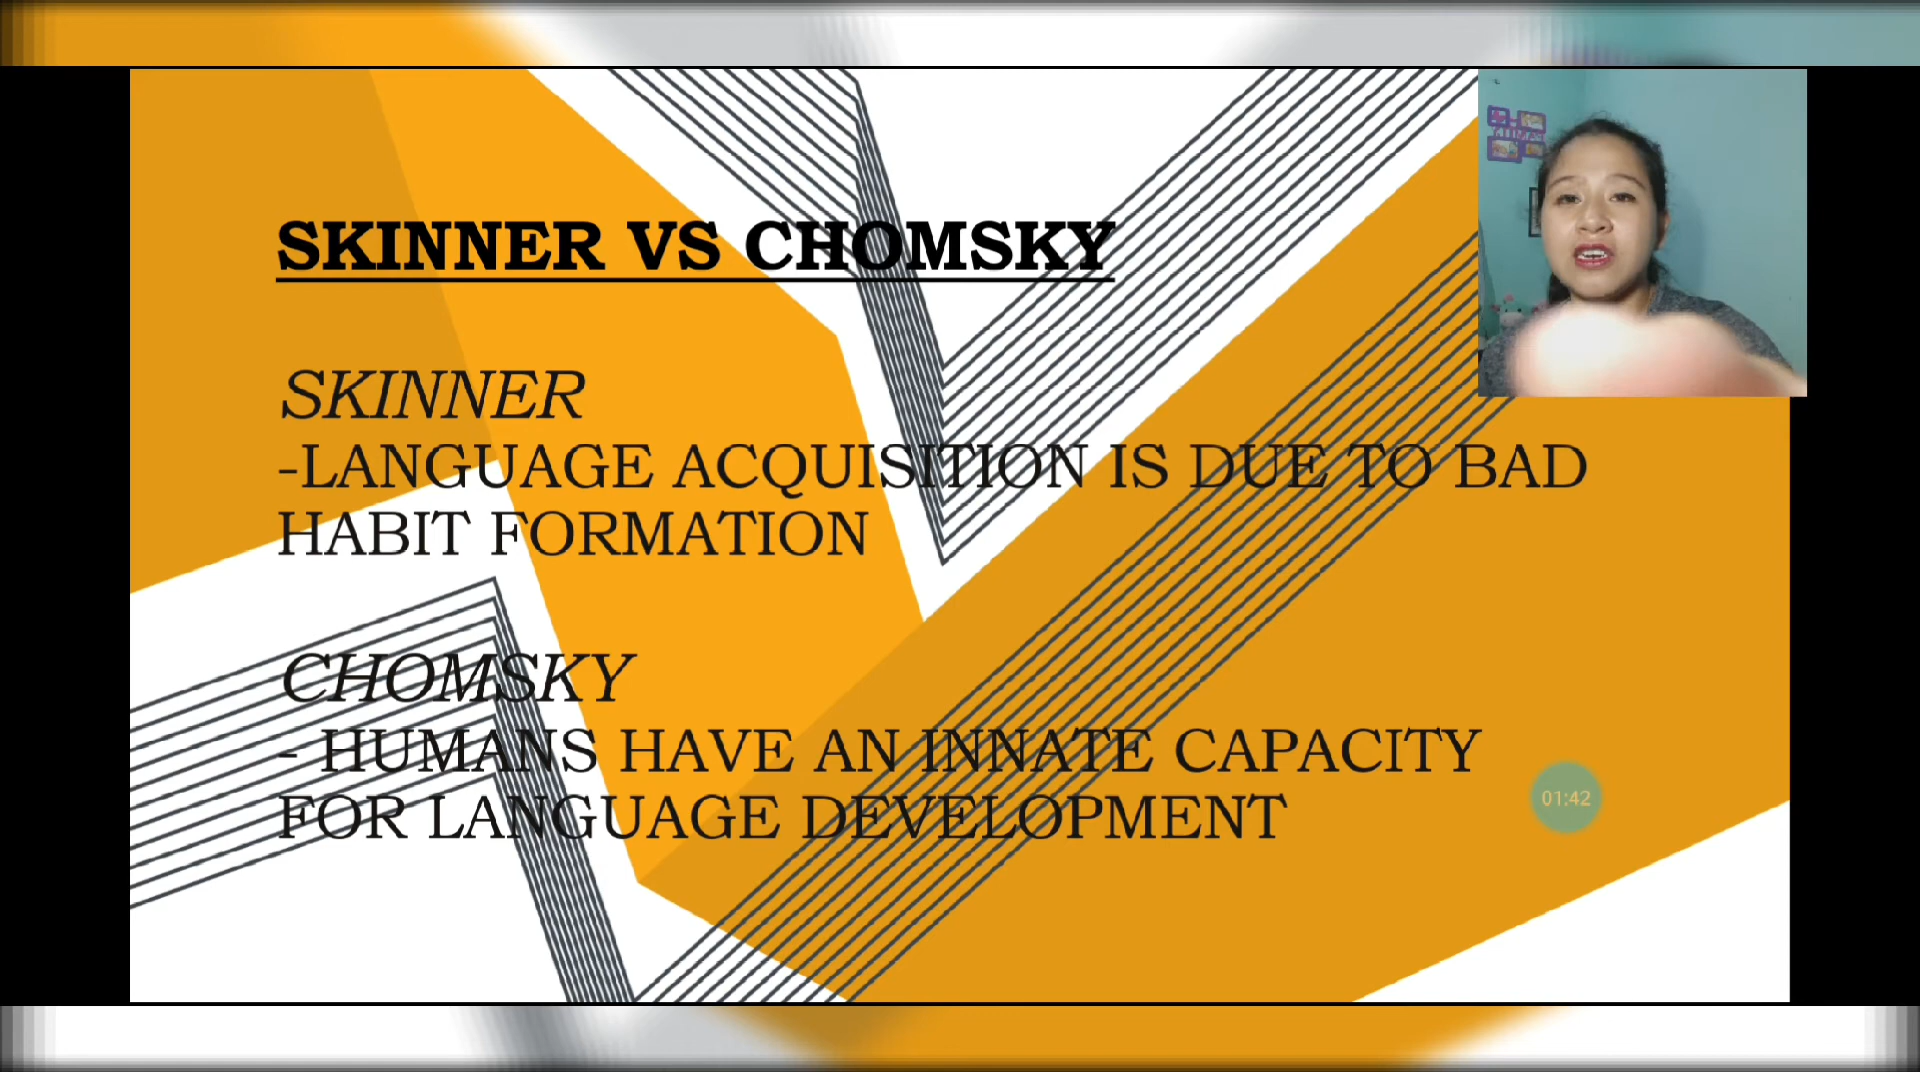 SKINNER VS CHOMSKY
SKINNER
-LANGUAGE ACQUISITION IS DUE TO BAD
HABIT FORMATION
CHOMSKY
- HUMANS HAVE AN INNATE CAPACITY
FOR LANGUAGE DEVELOPMENT
01:42